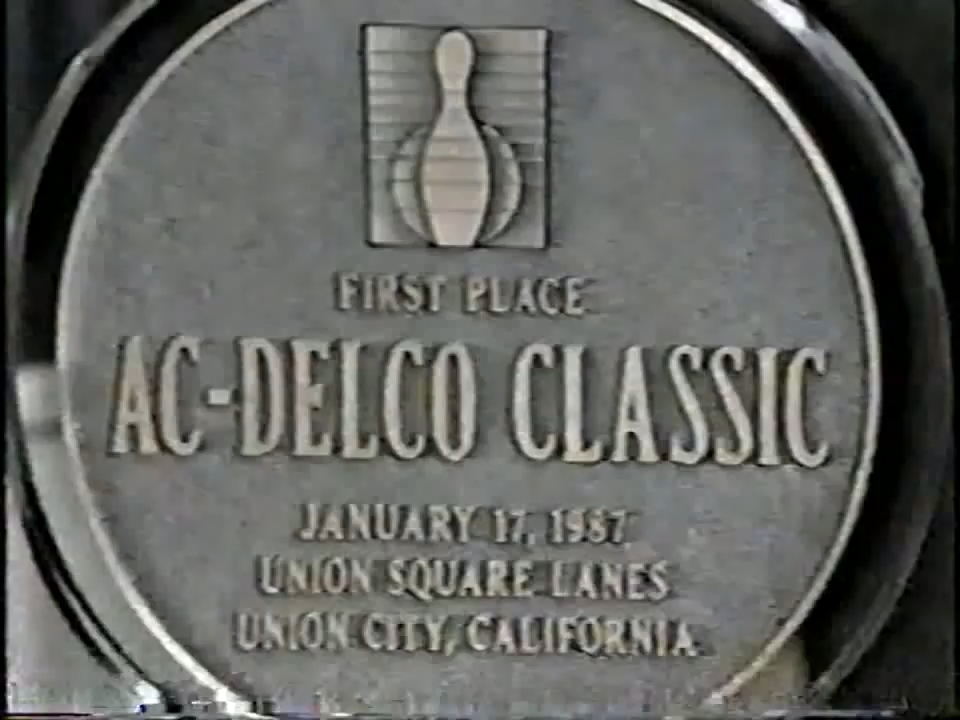 FIRST PLACE
AC-DELCO CLASSIC
JANUARY 17, 1987
UNION SQUARE LANES
UNION CITY, CALIFORNIA